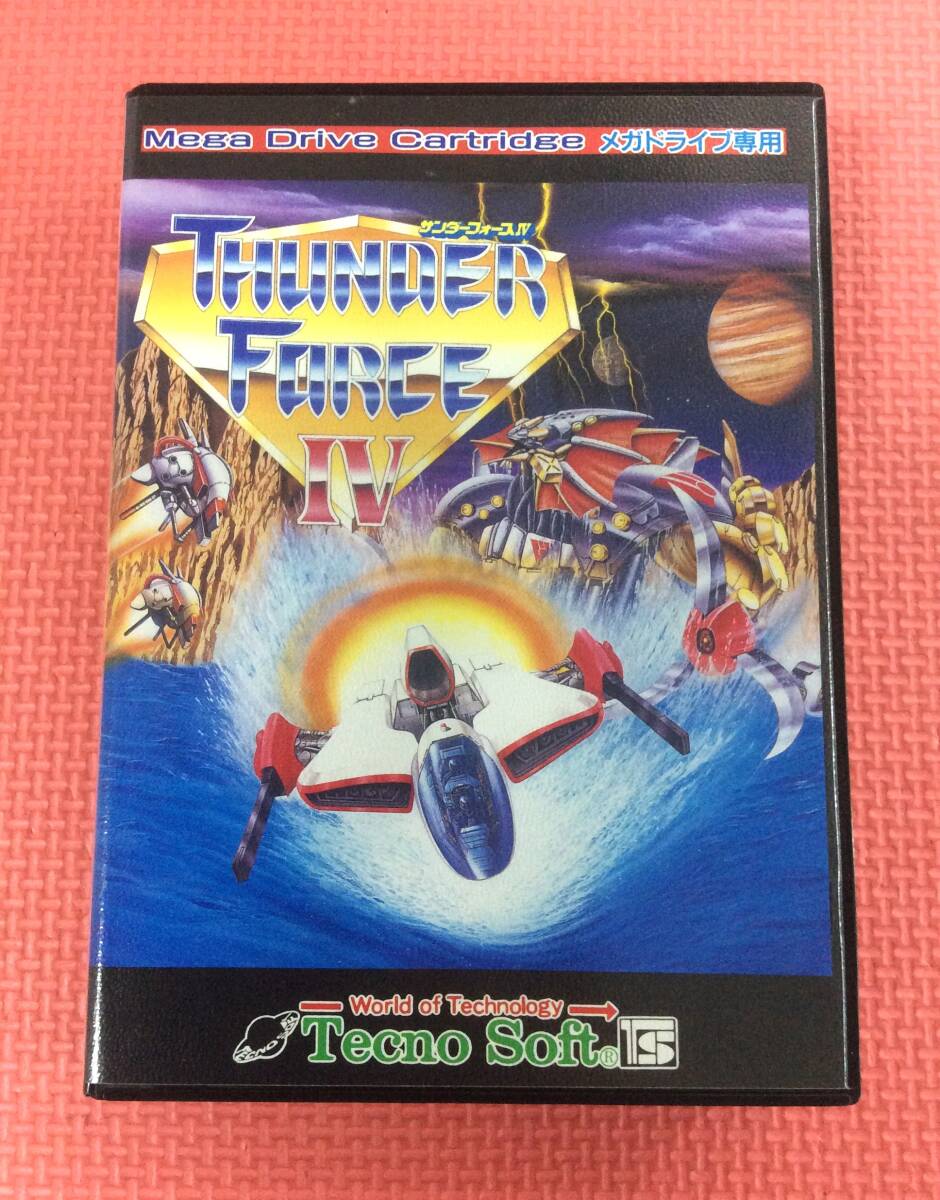 Mega Drive Cartridge メガドライブ専用
サンダーフォースIV
THUNDER
FORCE
IV
World of Technology
Tecno Soft®